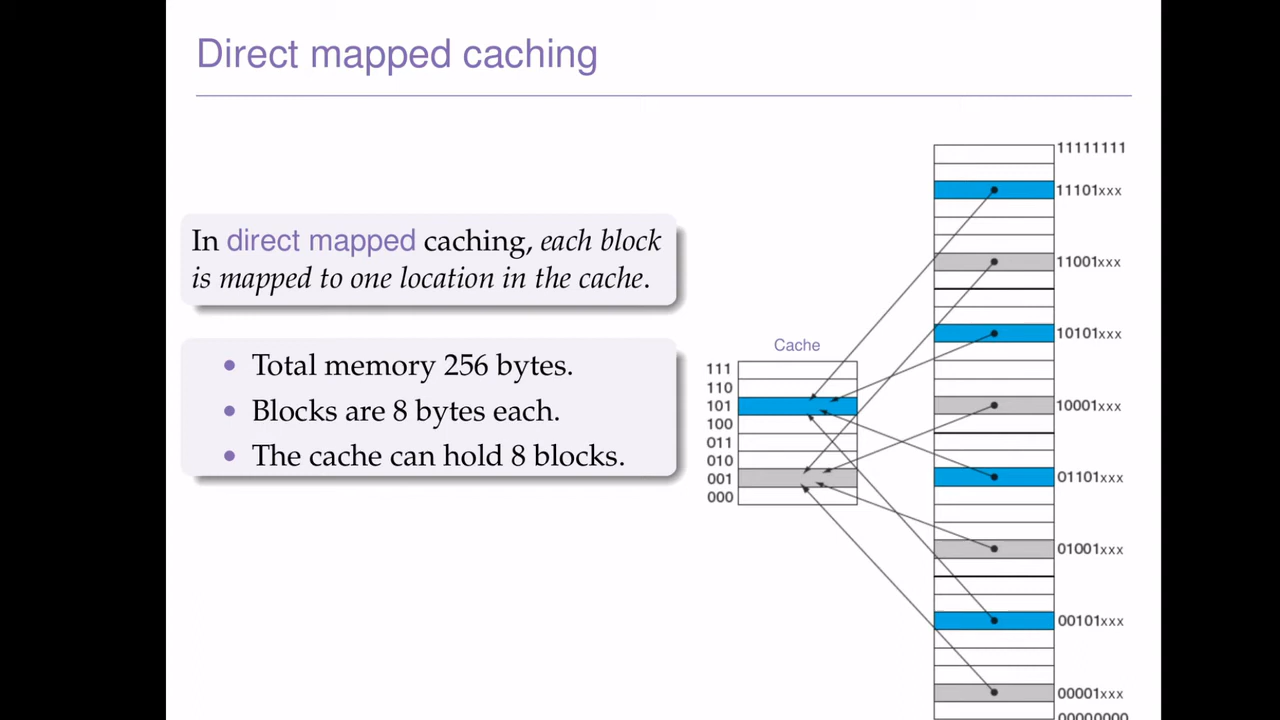 Direct mapped caching
In direct mapped caching, each block
is mapped to one location in the cache.
• Total memory 256 bytes.
• Blocks are 8 bytes each.
• The cache can hold 8 blocks.
Cache
111
110
101
100
011
010
001
000
11111111
11101xxx
11001xxx
10101xxx
10001xxx
01101xxx
01001xxx
00101xxx
00001xxx
00000000